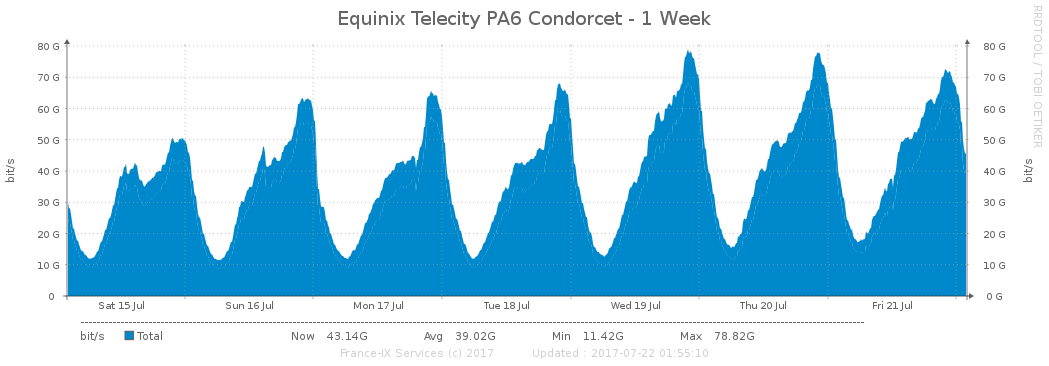 Equinix Telecity PA6 Condorcet - 1 Week
RRDTOOL / TOBI OETIKER
80 G 80 G
70 G 70 G
60 G 60 G
50 G 50 G
40 G 40 G
30 G 30 G
20 G 20 G
10 G 10 G
0 0 G
bit/s bit/s
Sat 15 Jul Sun 16 Jul Mon 17 Jul Tue 18 Jul Wed 19 Jul Thu 20 Jul Fri 21 Jul
bit/s Total Now 43.14G Avg 39.02G Min 11.42G Max 78.82G
France-IX Services (c) 2017 Updated : 2017-07-22 01:55:10